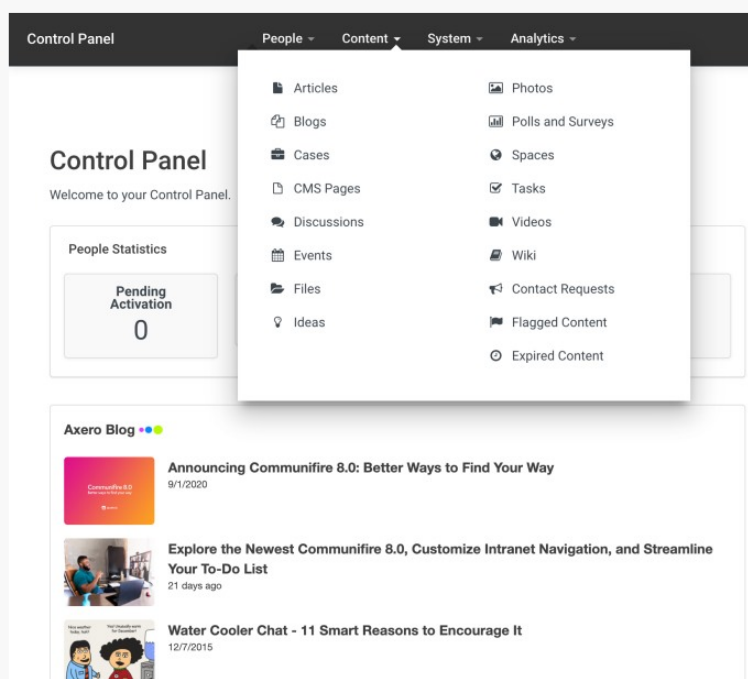 Control Panel People Content System Analytics
Articles
Blogs
Cases
CMS Pages
Discussions
Events
Files
Ideas
Photos
Polls and Surveys
Spaces
Tasks
Videos
Wiki
Contact Requests
Flagged Content
Expired Content
Control Panel
Welcome to your Control Panel.
People Statistics
Pending
Activation
0
Axero Blog
Communifire 8.0
Announcing Communifire 8.0: Better Ways to Find Your Way
9/1/2020
Explore the Newest Communifire 8.0, Customize Intranet Navigation, and Streamline
Your To-Do List
21 days ago
Water Cooler Chat - 11 Smart Reasons to Encourage It
12/7/2015